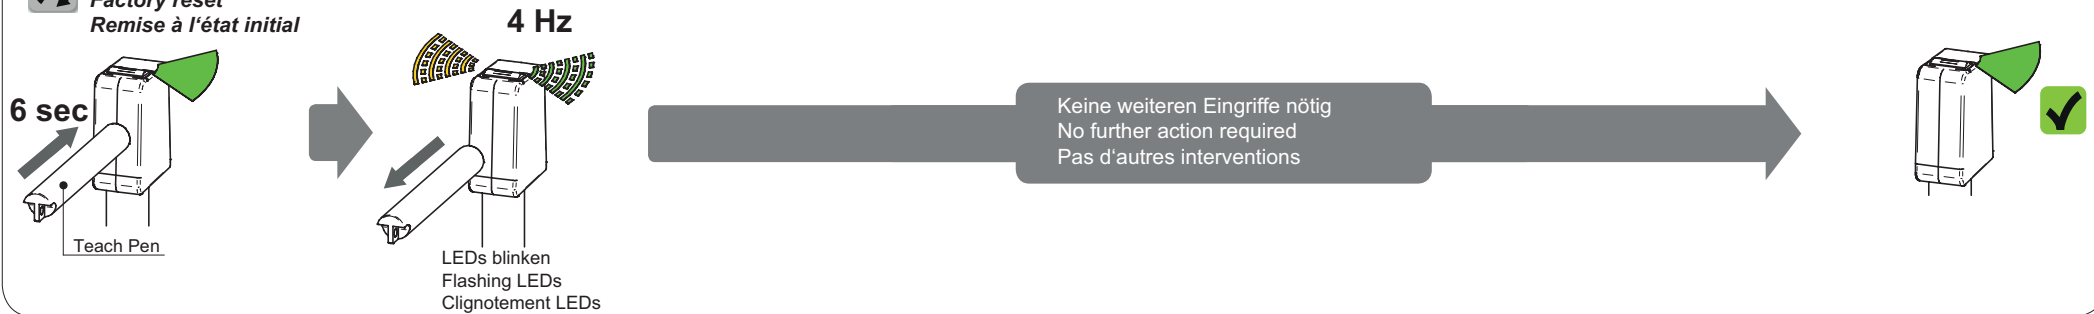 Factory reset
Remise à l‘état initial
6 sec
Teach Pen
4 Hz
LEDs blinken
Flashing LEDs
Clignotement LEDs
Keine weiteren Eingriffe nötig
No further action required
Pas d‘autres interventions